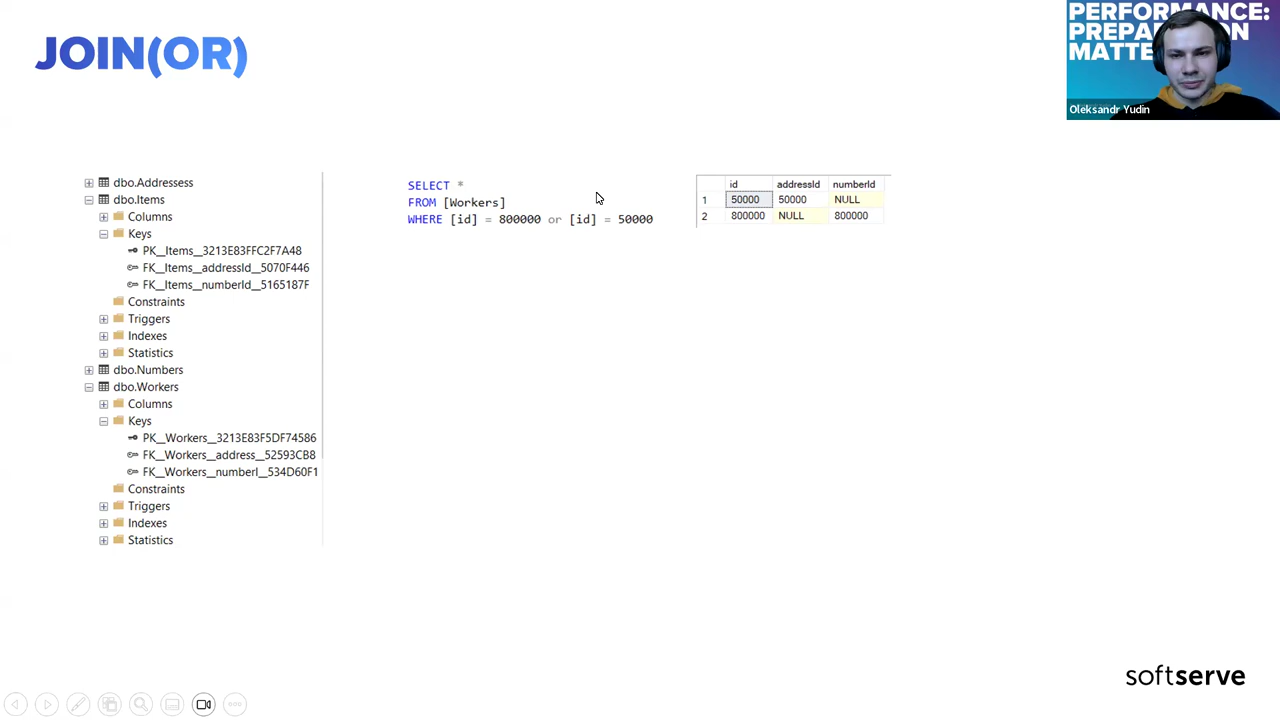 JOIN(OR)
PERFORMANCE:
ON
MATTE
Oleksandr Yudin
dbo.Addressess
dbo.Items
Columns
Keys
PK__Items__3213E83FFC2F7A48
FK__Items__addressId__5070F446
FK__Items__numberId__5165187F
Constraints
Triggers
Indexes
Statistics
dbo.Numbers
dbo.Workers
Columns
Keys
PK__Workers__3213E83F5DF74586
FK__Workers__address__52593CB8
FK__Workers__numberI__534D60F1
Constraints
Triggers
Indexes
Statistics
SELECT *
FROM [Workers]
WHERE [id] = 800000 or [id] = 50000
id addressId numberId
1 50000 50000 NULL
2 800000 NULL 800000
softserve